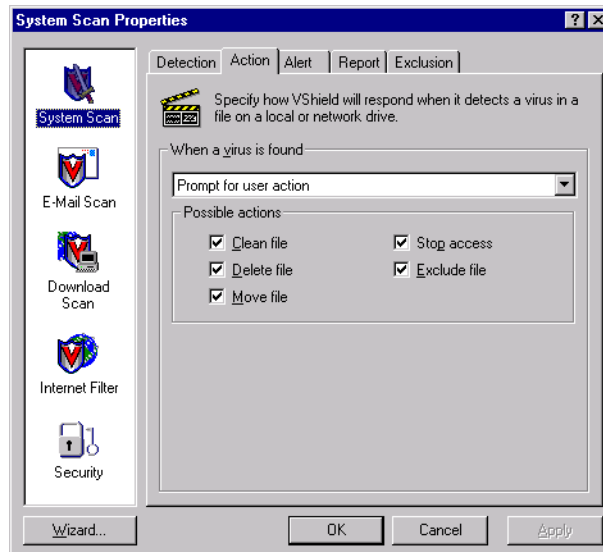 System Scan Properties
System Scan
E-Mail Scan
Download
Scan
Internet Filter
Security
Detection Action Alert Report Exclusion
Specify how VShield will respond when it detects a virus in a
file on a local or network drive.
When a virus is found
Prompt for user action
Possible actions
Clean file
Stop access
Delete file
Exclude file
Move file
Wizard...
OK
Cancel
Apply